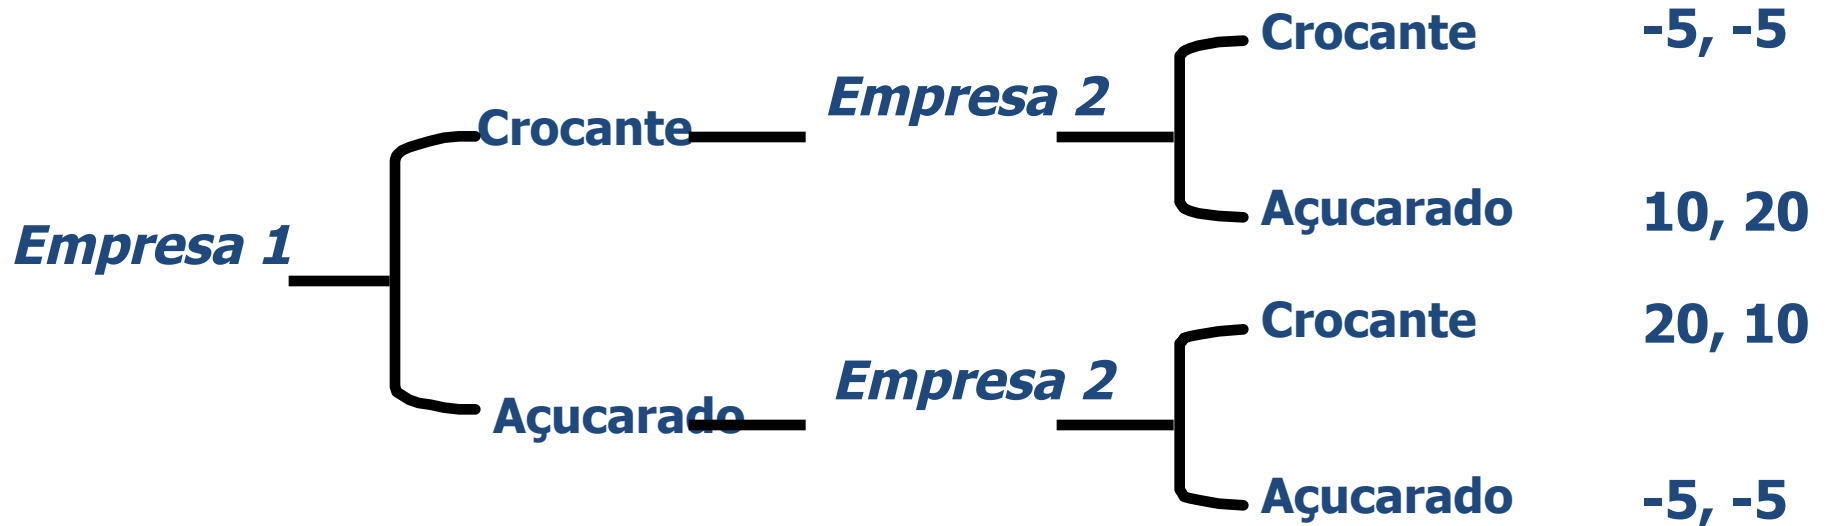 Crocante -5, -5
Empresa 2
Crocante
Açucarado 10, 20
Empresa 1
Crocante 20, 10
Empresa 2
Açucarado
Açucarado -5, -5